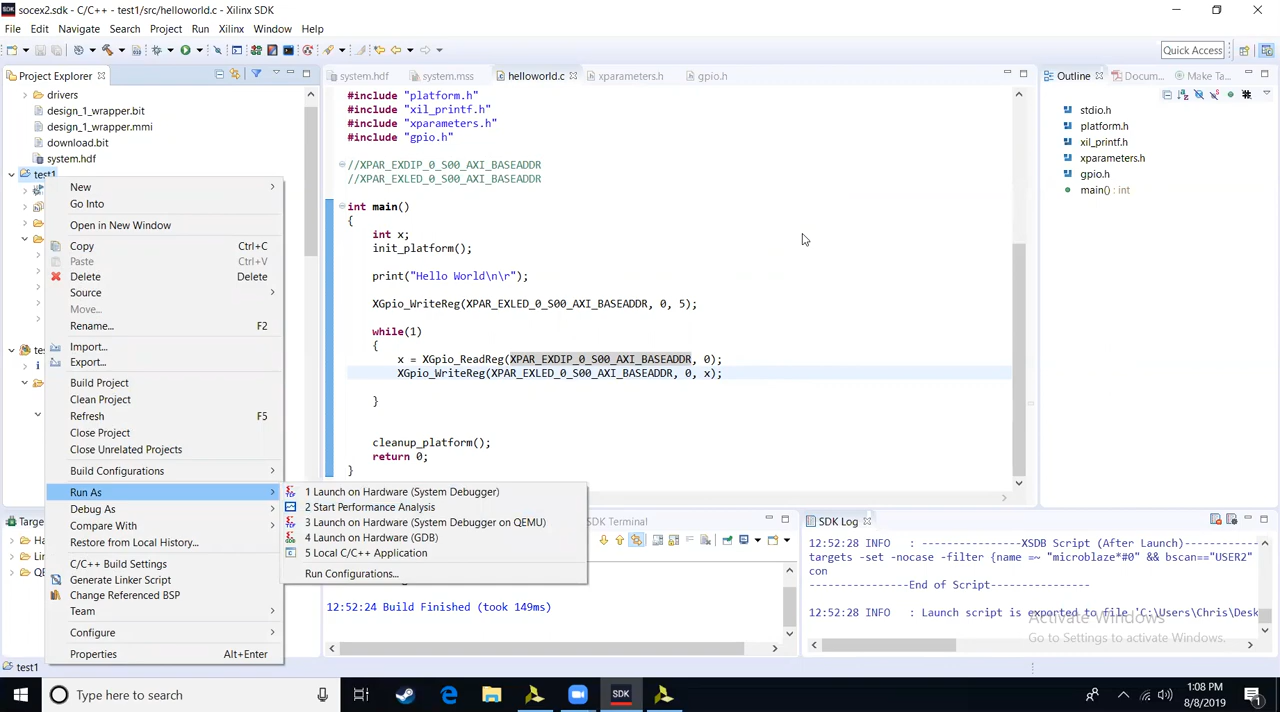 socex2.sdk - C/C++ - test1/src/helloworld.c - Xilinx SDK
File Edit Navigate Search Project Run Xilinx Window Help
Quick Access
Project Explorer
drivers
design_1_wrapper.bit
design_1_wrapper.mmi
download.bit
system.hdf
test1
New
Go Into
Open in New Window
Copy Ctrl+C
Paste Ctrl+V
Delete Delete
Source
Move...
Rename... F2
Import...
Export...
Build Project
Clean Project
Refresh F5
Close Project
Close Unrelated Projects
Build Configurations
Run As
Debug As
Compare With
Restore from Local History...
C/C++ Build Settings
Generate Linker Script
Change Referenced BSP
Team
Configure
Properties Alt+Enter
1 Launch on Hardware (System Debugger)
2 Start Performance Analysis
3 Launch on Hardware (System Debugger on QEMU)
4 Launch on Hardware (GDB)
5 Local C/C++ Application
Run Configurations...
system.hdf system.mss helloworld.c xparameters.h gpio.h
#include "platform.h"
#include "xil_printf.h"
#include "xparameters.h"
#include "gpio.h"
//XPAR_EXDIP_0_S00_AXI_BASEADDR
//XPAR_EXLED_0_S00_AXI_BASEADDR
int main()
{
int x;
init_platform();
print("Hello World\n\r");
XGpio_WriteReg(XPAR_EXLED_0_S00_AXI_BASEADDR, 0, 5);
while(1)
{
x = XGpio_ReadReg(XPAR_EXDIP_0_S00_AXI_BASEADDR, 0);
XGpio_WriteReg(XPAR_EXLED_0_S00_AXI_BASEADDR, 0, x);
}
cleanup_platform();
return 0;
}
Outline Docum... Make Ta...
stdio.h
platform.h
xil_printf.h
xparameters.h
gpio.h
main() : int
SDK Terminal
12:52:24 Build Finished (took 149ms)
SDK Log
12:52:28 INFO : ----------------XSDB Script (After Launch)----------
targets -set -nocase -filter {name =~ "microblaze*#0" && bscan=="USER2"
con
----------------End of Script----------------
12:52:28 INFO : Launch script is exported to file 'C:\Users\Chris\Desk
Activate Windows
Go to Settings to activate Windows.
test1
Type here to search
SDK
1:08 PM
8/8/2019
1